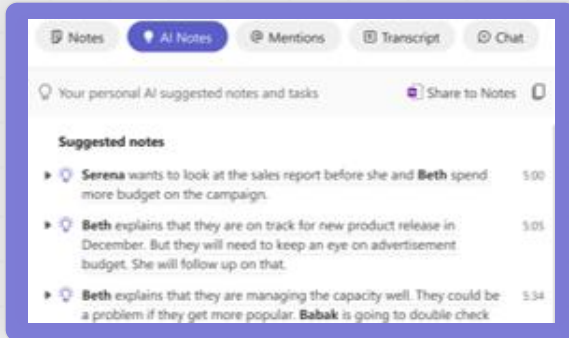 Notes
AI Notes
@ Mentions
Transcript
Chat
Your personal AI suggested notes and tasks
Share to Notes
Suggested notes
Serena wants to look at the sales report before she and Beth spend 5:00
more budget on the campaign.
Beth explains that they are on track for new product release in 5:05
December. But they will need to keep an eye on advertisement
budget. She will follow up on that.
Beth explains that they are managing the capacity well. They could be 5:34
a problem if they get more popular. Babak is going to double check